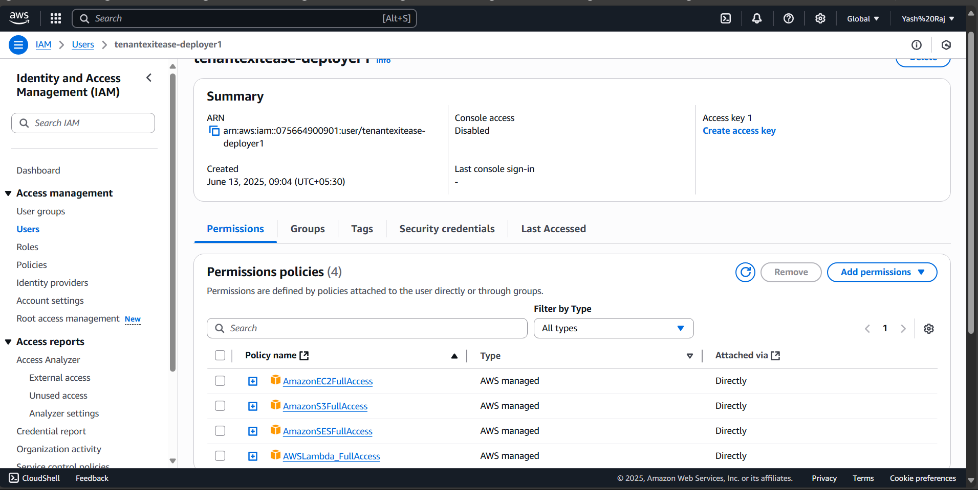 aws
Search [Alt+S] Global Yash%20Raj
IAM > Users > tenantexitease-deployer1
Identity and Access Management (IAM)
Search IAM
Dashboard
Access management
User groups
Users
Roles
Policies
Identity providers
Account settings
Root access management New
Access reports
Access Analyzer
External access
Unused access
Analyzer settings
Credential report
Organization activity
Service control policies
tenantexitease-deployer1 Info
Delete
Summary
ARN
arn:aws:iam::075664900901:user/tenantexitease-
deployer1
Console access
Disabled
Access key 1
Create access key
Created
June 13, 2025, 09:04 (UTC+05:30)
Last console sign-in
-
Permissions Groups Tags Security credentials Last Accessed
Permissions policies (4)
Remove
Add permissions
Permissions are defined by policies attached to the user directly or through groups.
Filter by Type
Search
All types
1
Policy name Type Attached via
AmazonEC2FullAccess AWS managed Directly
AmazonS3FullAccess AWS managed Directly
AmazonSESFullAccess AWS managed Directly
AWSLambda_FullAccess AWS managed Directly
CloudShell Feedback © 2025, Amazon Web Services, Inc. or its affiliates. Privacy Terms Cookie preferences